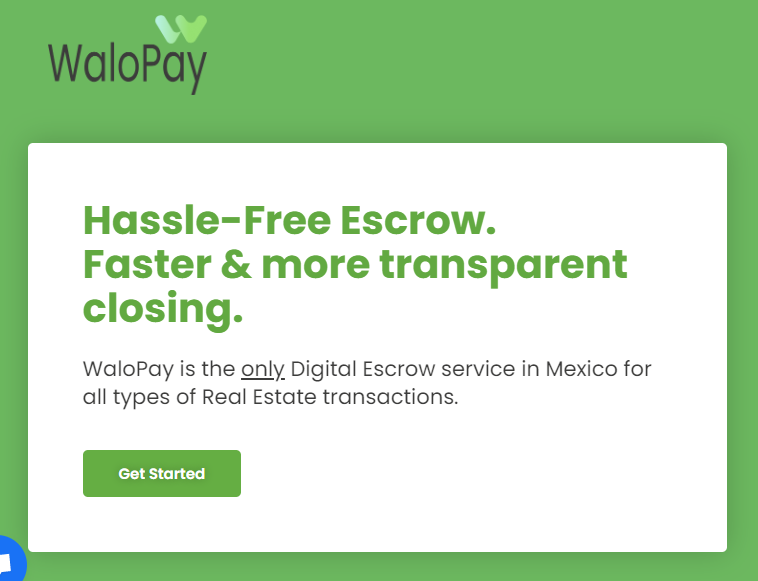 WaloPay
Hassle-Free Escrow.
Faster & more transparent
closing.
WaloPay is the only Digital Escrow service in Mexico for
all types of Real Estate transactions.
Get Started